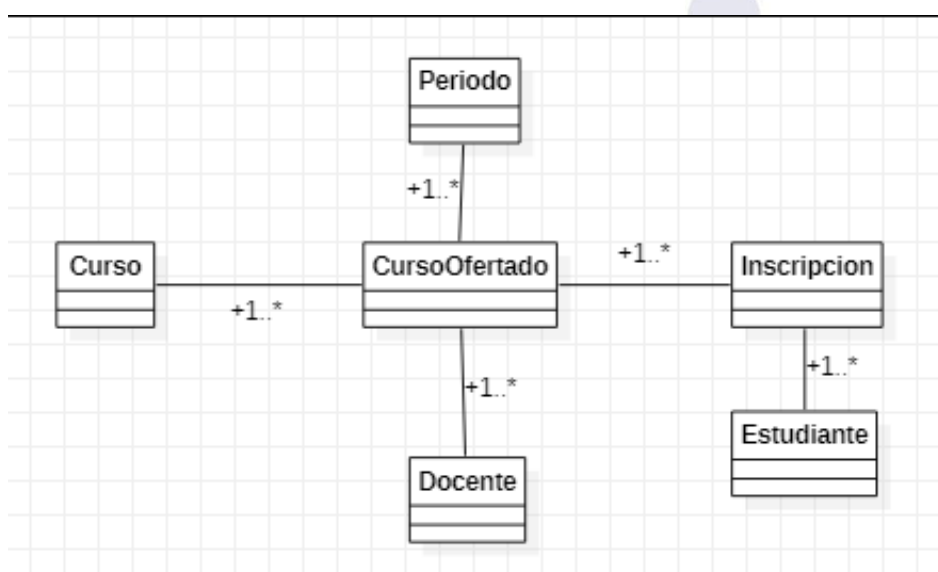 Periodo
+1..*
Curso
+1..*
CursoOfertado
+1..*
Inscripcion
+1..*
Docente
+1..*
Estudiante